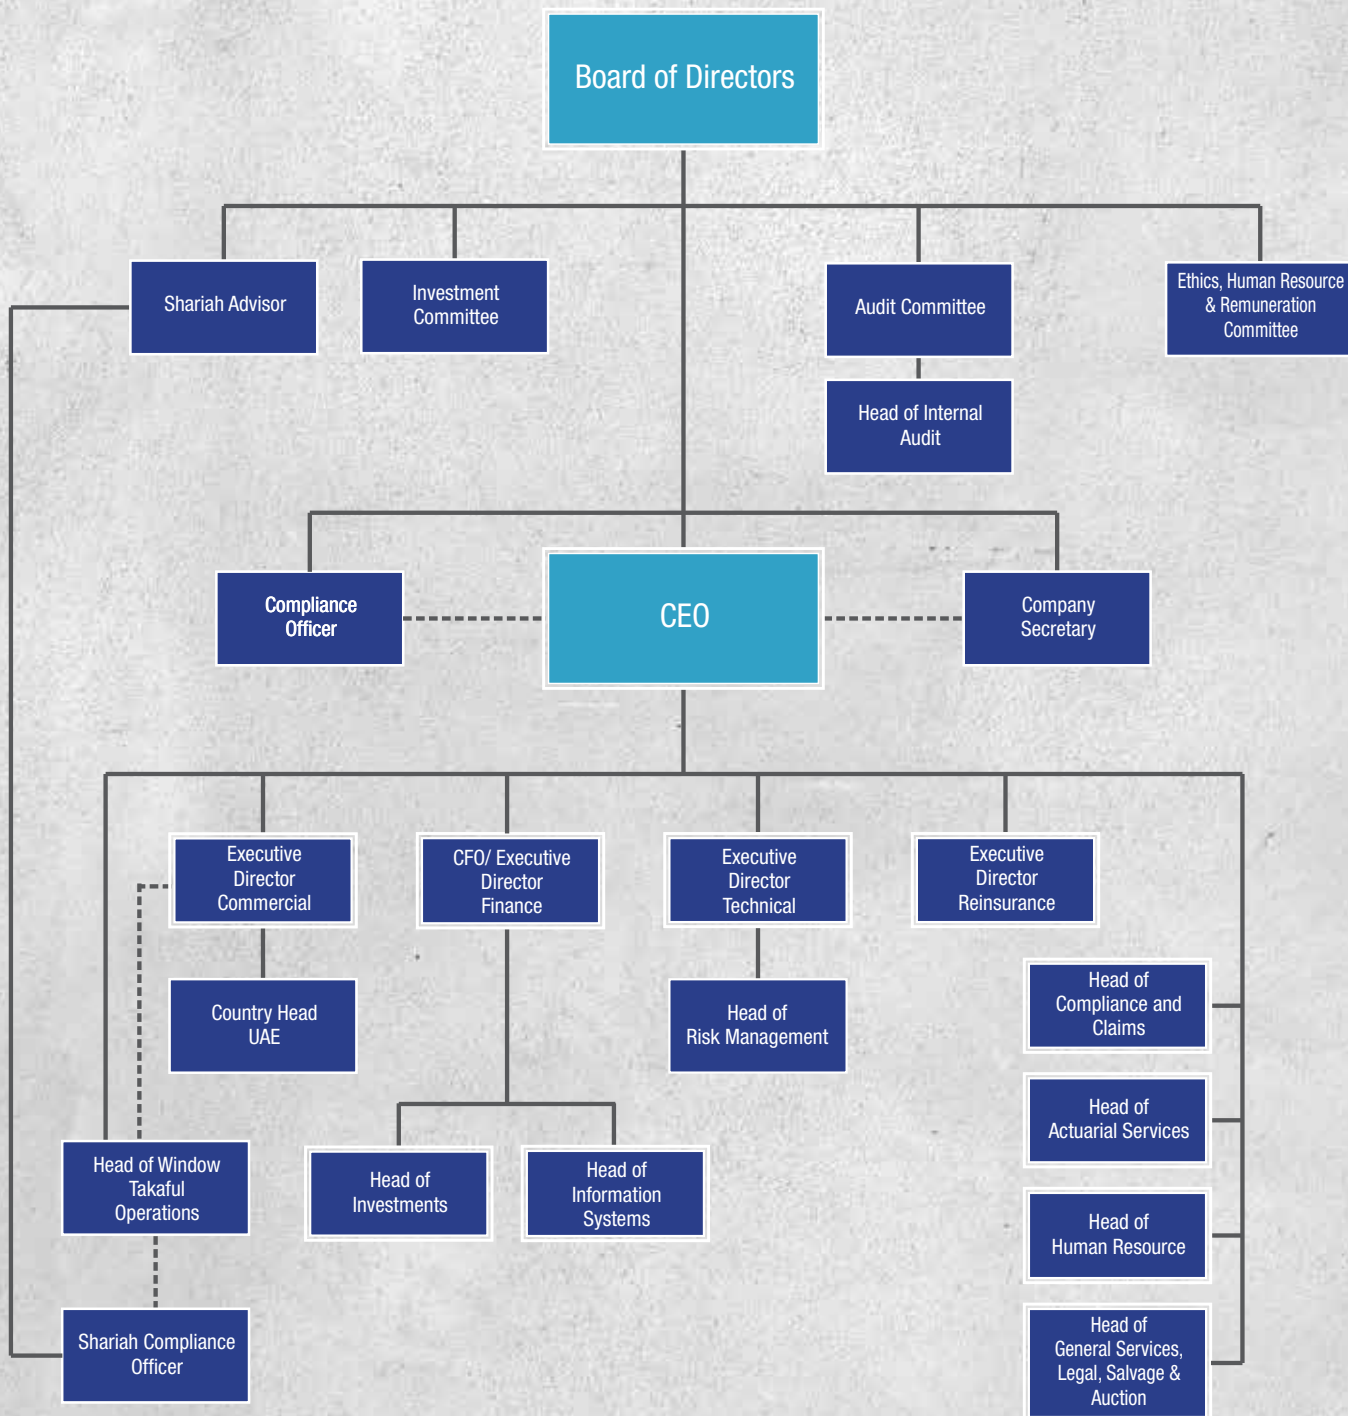 Board of Directors
Shariah Advisor
Investment
Committee
Audit Committee
Ethics, Human Resource
& Remuneration
Committee
Head of Internal
Audit
Compliance
Officer
CEO
Company
Secretary
Executive
Director
Commercial
CFO/ Executive
Director
Finance
Executive
Director
Technical
Executive
Director
Reinsurance
Country Head
UAE
Head of
Risk Management
Head of
Compliance and
Claims
Head of
Actuarial Services
Head of Window
Takaful
Operations
Head of
Investments
Head of
Information
Systems
Head of
Human Resource
Shariah Compliance
Officer
Head of
General Services,
Legal, Salvage &
Auction